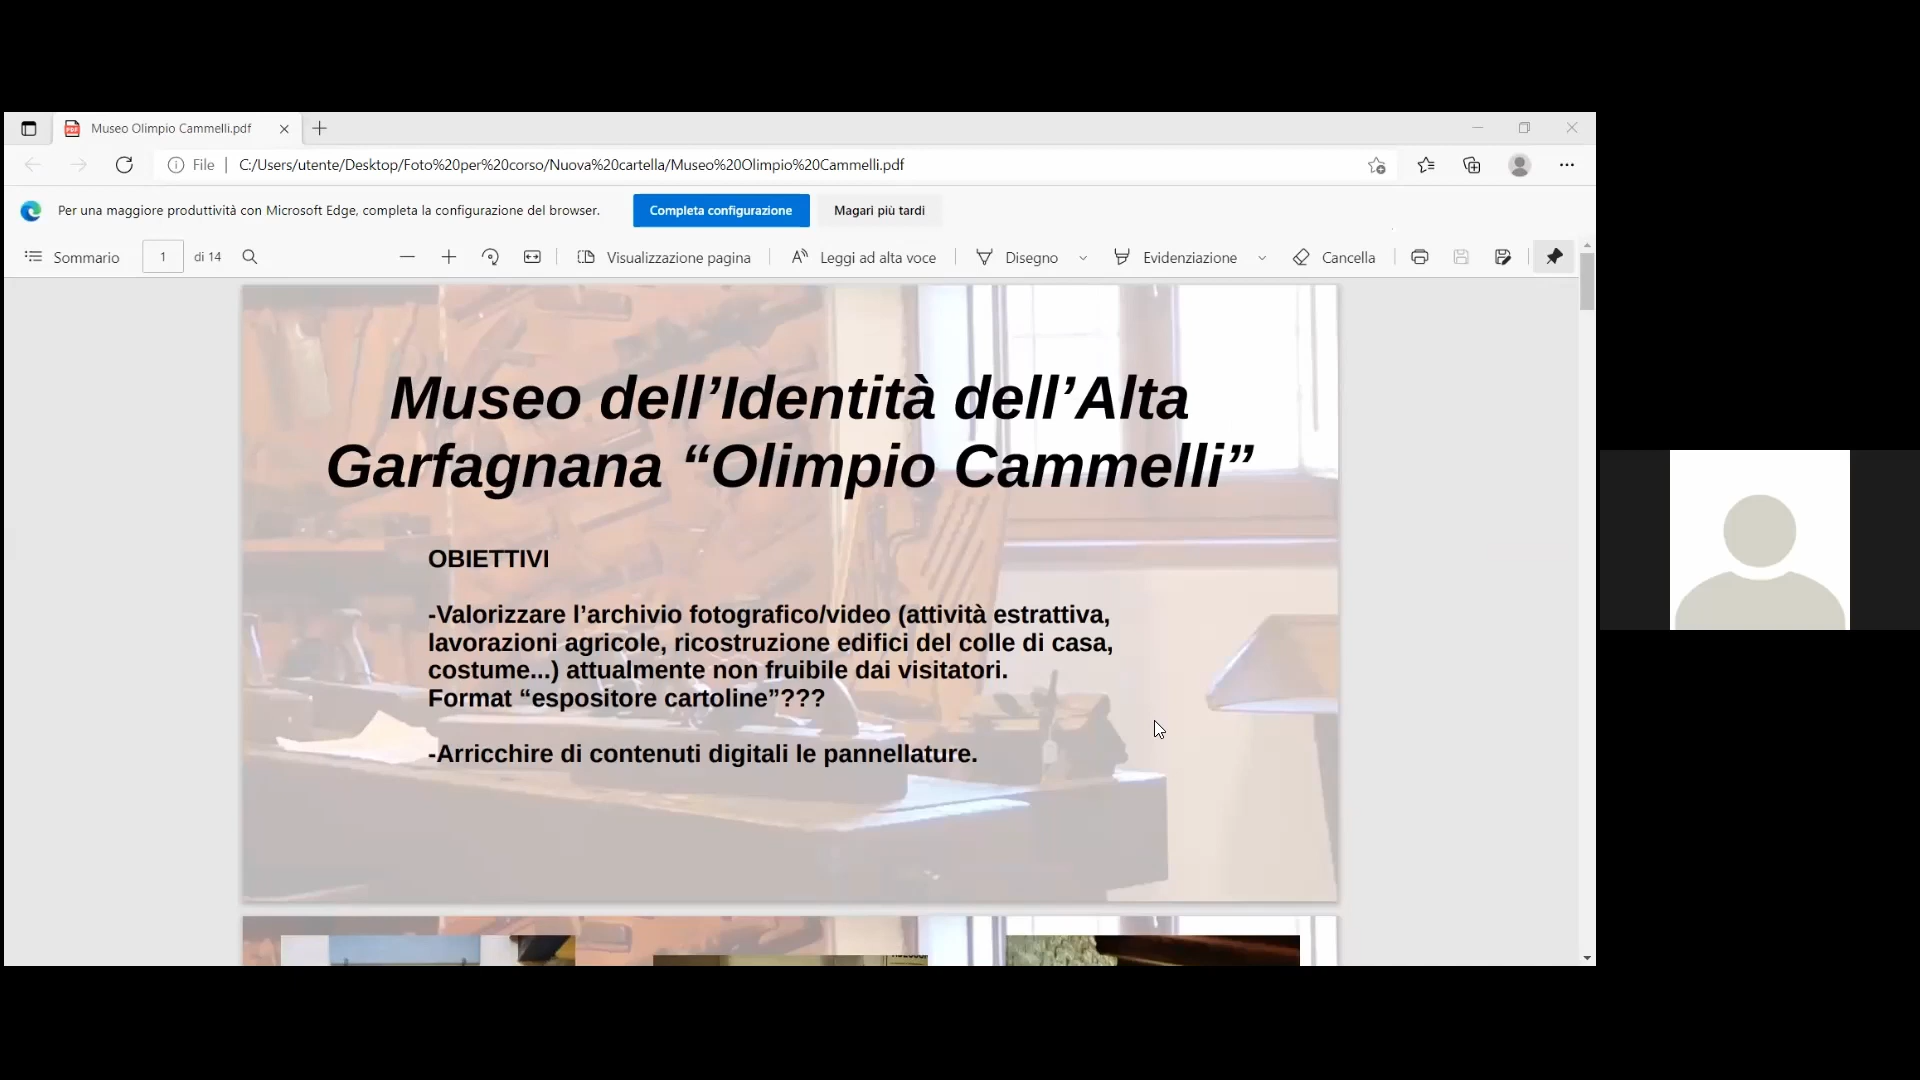 Museo Olimpio Cammelli.pdf
File | C:/Users/utente/Desktop/Foto%20per%20corso/Nuova%20cartella/Museo%20Olimpio%20Cammelli.pdf
Per una maggiore produttività con Microsoft Edge, completa la configurazione del browser. Completa configurazione Magari più tardi
Sommario 1 di 14 Visualizzazione pagina Leggi ad alta voce Disegno Evidenziazione Cancella
Museo dell’Identità dell’Alta
Garfagnana “Olimpio Cammelli”
OBIETTIVI
-Valorizzare l’archivio fotografico/video (attività estrattiva,
lavorazioni agricole, ricostruzione edifici del colle di casa,
costume...) attualmente non fruibile dai visitatori.
Format “espositore cartoline”???
-Arricchire di contenuti digitali le pannellature.